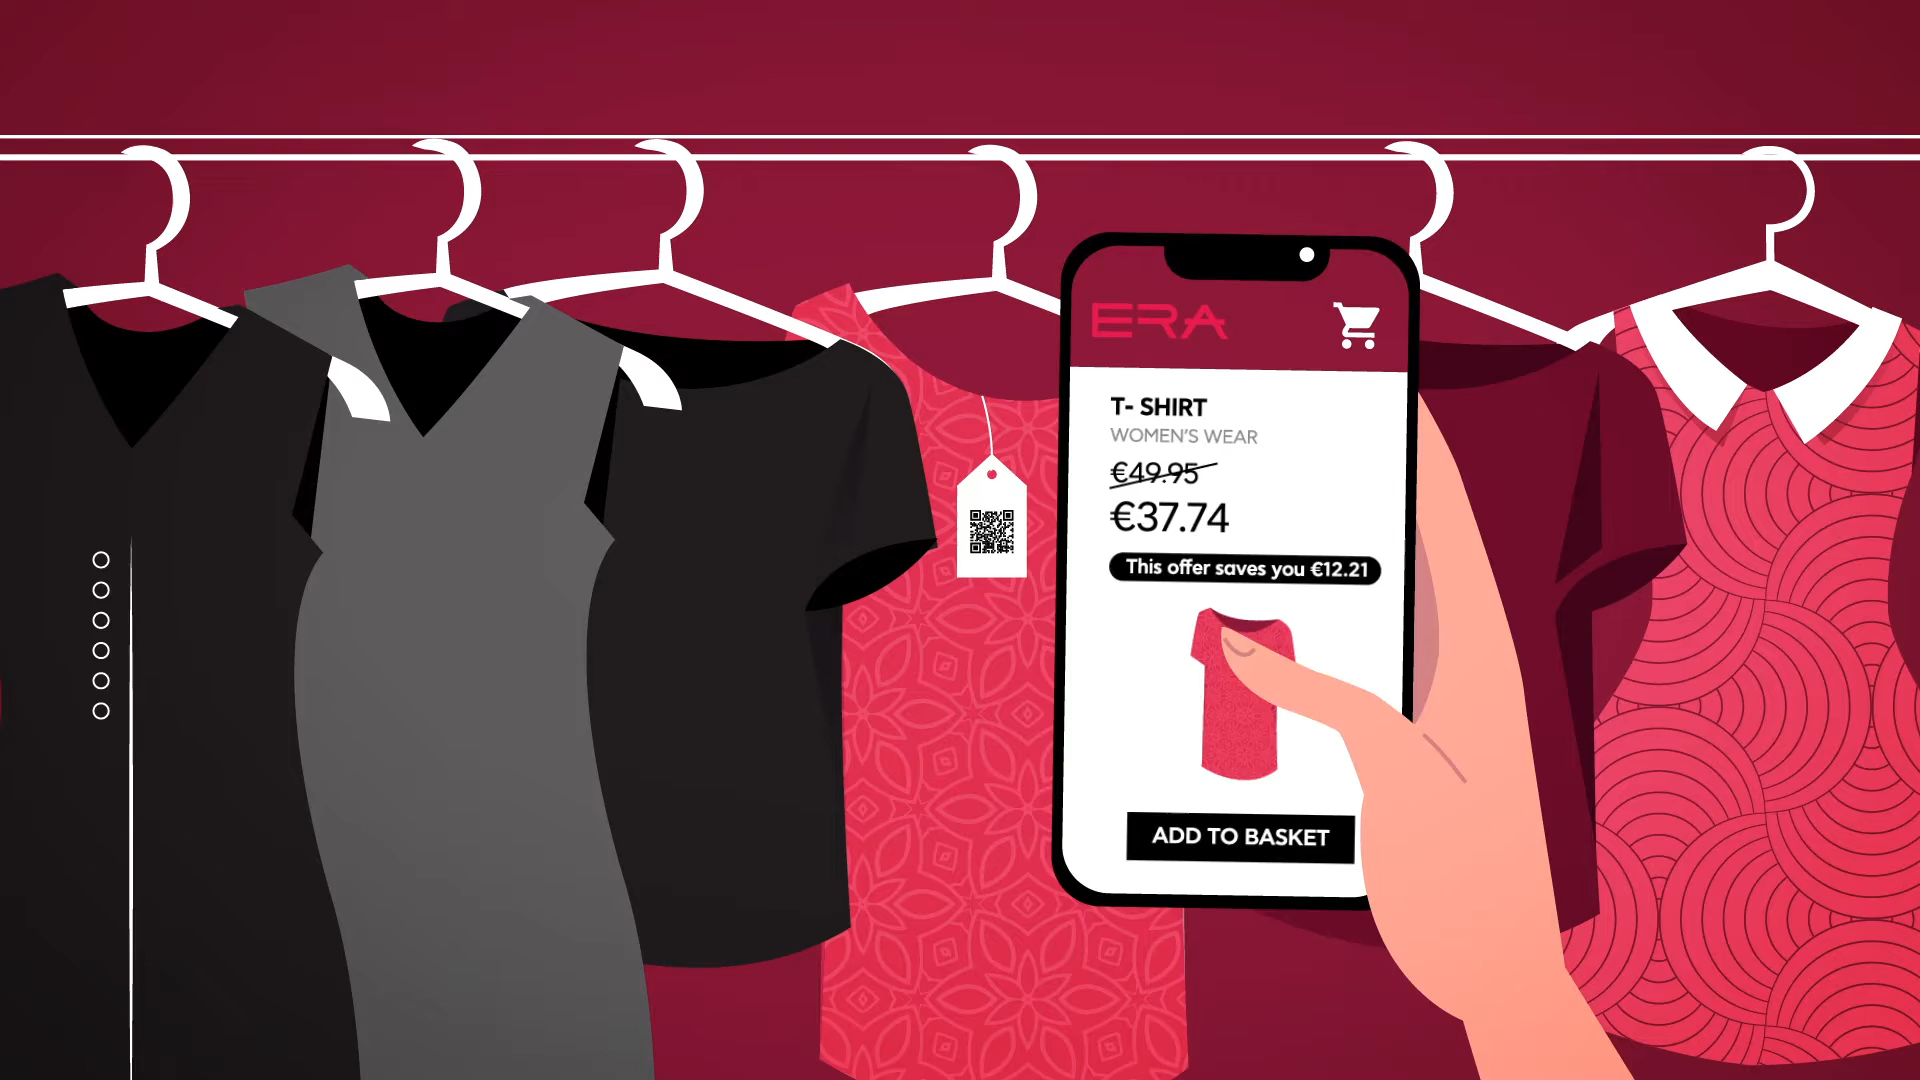 ERA
T- SHIRT
WOMEN'S WEAR
€49.95
€37.74
This offer saves you €12.21
ADD TO BASKET